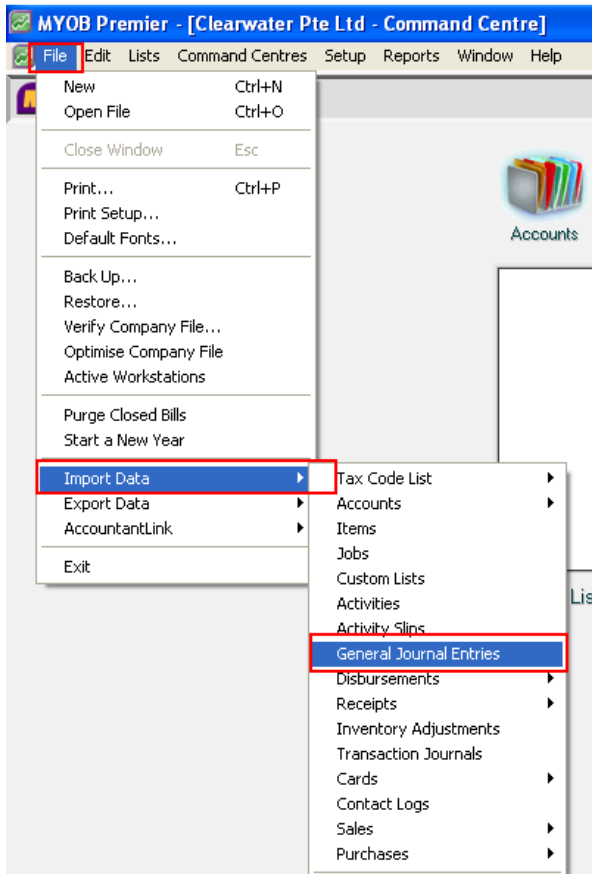 MYOB Premier - [Clearwater Pte Ltd - Command Centre]
File Edit Lists Command Centres Setup Reports Window Help
New Ctrl+N
Open File Ctrl+O
Close Window Esc
Print... Ctrl+P
Print Setup...
Default Fonts...
Accounts
Back Up...
Restore...
Verify Company File...
Optimise Company File
Active Workstations
Purge Closed Bills
Start a New Year
Import Data
Export Data
AccountantLink
Exit
Tax Code List
Accounts
Items
Jobs
Custom Lists
Activities
Lis
Activity Slips
General Journal Entries
Disbursements
Receipts
Inventory Adjustments
Transaction Journals
Cards
Contact Logs
Sales
Purchases